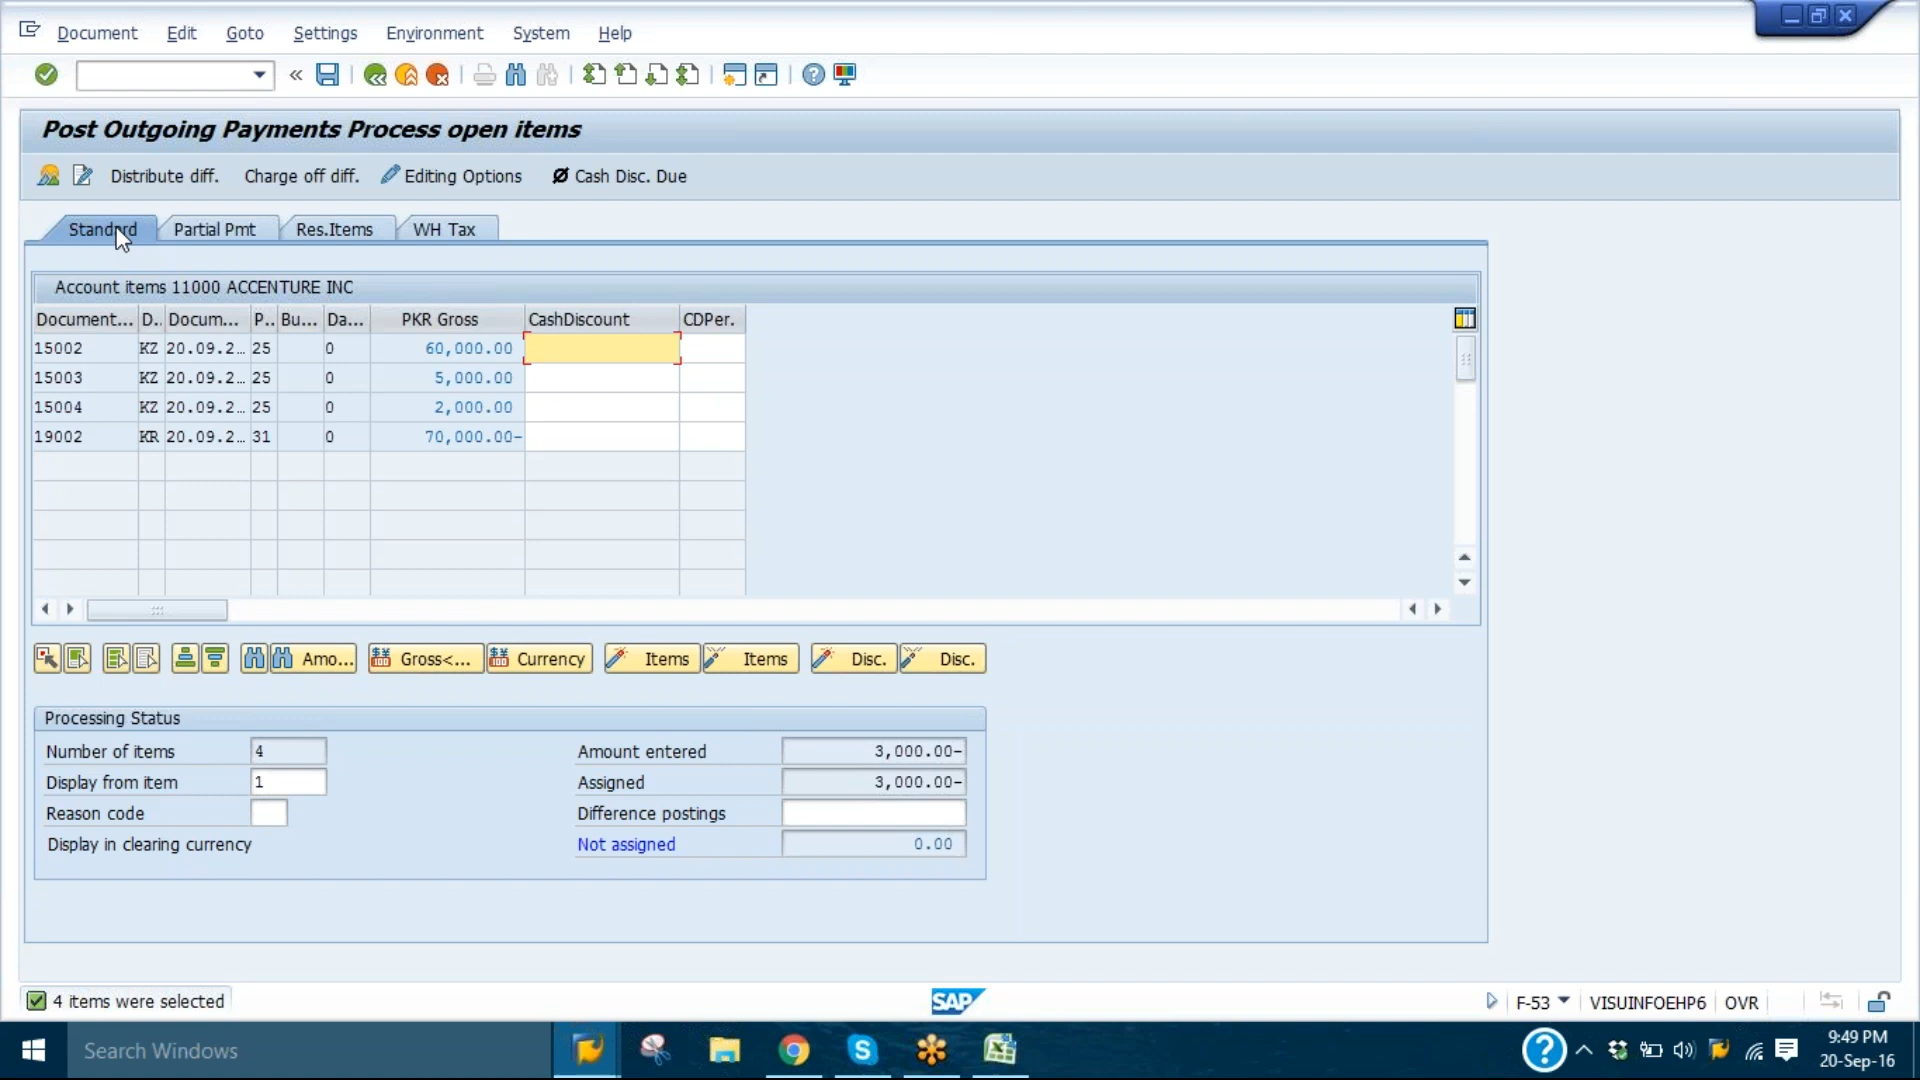 Document Edit Goto Settings Environment System Help
«
Post Outgoing Payments Process open items
Distribute diff. Charge off diff. Editing Options Cash Disc. Due
Standard Partial Pmt Res.Items WH Tax
Account items 11000 ACCENTURE INC
Document... D.. Docum... P.. Bu... Da... PKR Gross CashDiscount CDPer.
15002 KZ 20.09.2... 25 0 60,000.00
15003 KZ 20.09.2... 25 0 5,000.00
15004 KZ 20.09.2... 25 0 2,000.00
19002 KR 20.09.2... 31 0 70,000.00-
Amo... Gross<... Currency Items Items Disc. Disc.
Processing Status
Number of items 4 Amount entered 3,000.00-
Display from item 1 Assigned 3,000.00-
Reason code Difference postings
Display in clearing currency Not assigned 0.00
4 items were selected SAP F-53 VISUINFOEHP6 OVR
Search Windows 9:49 PM
20-Sep-16